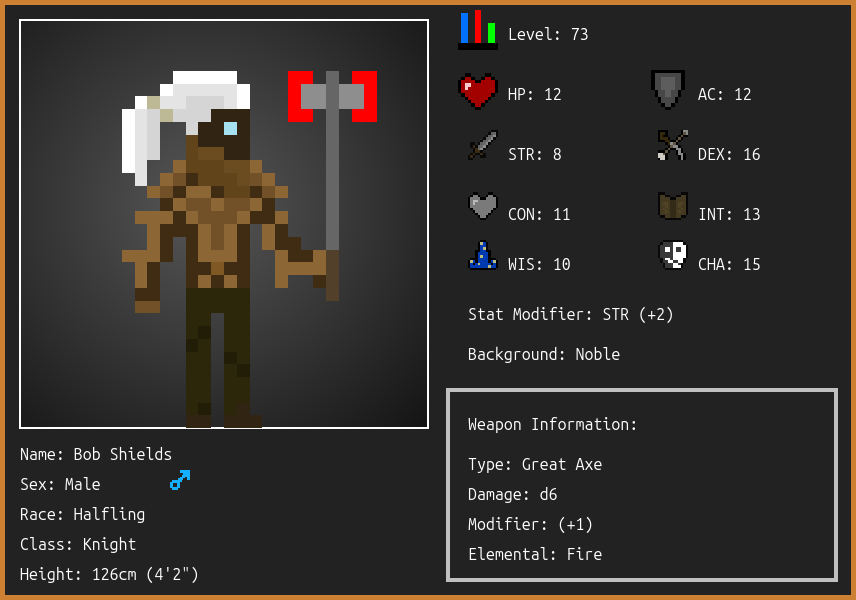 Level: 73
HP: 12
AC: 12
STR: 8
DEX: 16
CON: 11
INT: 13
WIS: 10
CHA: 15
Stat Modifier: STR (+2)
Background: Noble
Weapon Information:
Type: Great Axe
Damage: d6
Modifier: (+1)
Elemental: Fire
Name: Bob Shields
Sex: Male
Race: Halfling
Class: Knight
Height: 126cm (4'2")